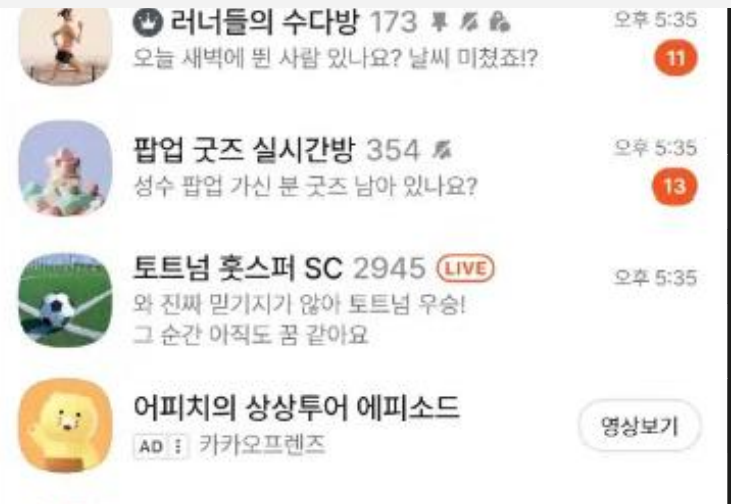 러너들의 수다방 173
오후 5:35
오늘 새벽에 뛴 사람 있나요? 날씨 미쳤죠!?
11
팝업 굿즈 실시간방 354
오후 5:35
성수 팝업 가신 분 굿즈 남아 있나요?
13
토트넘 홋스퍼 SC 2945 LIVE
오후 5:35
와 진짜 믿기지가 않아 토트넘 우승!
그 순간 아직도 꿈 같아요
어피치의 상상투어 에피소드
영상보기
AD 카카오프렌즈